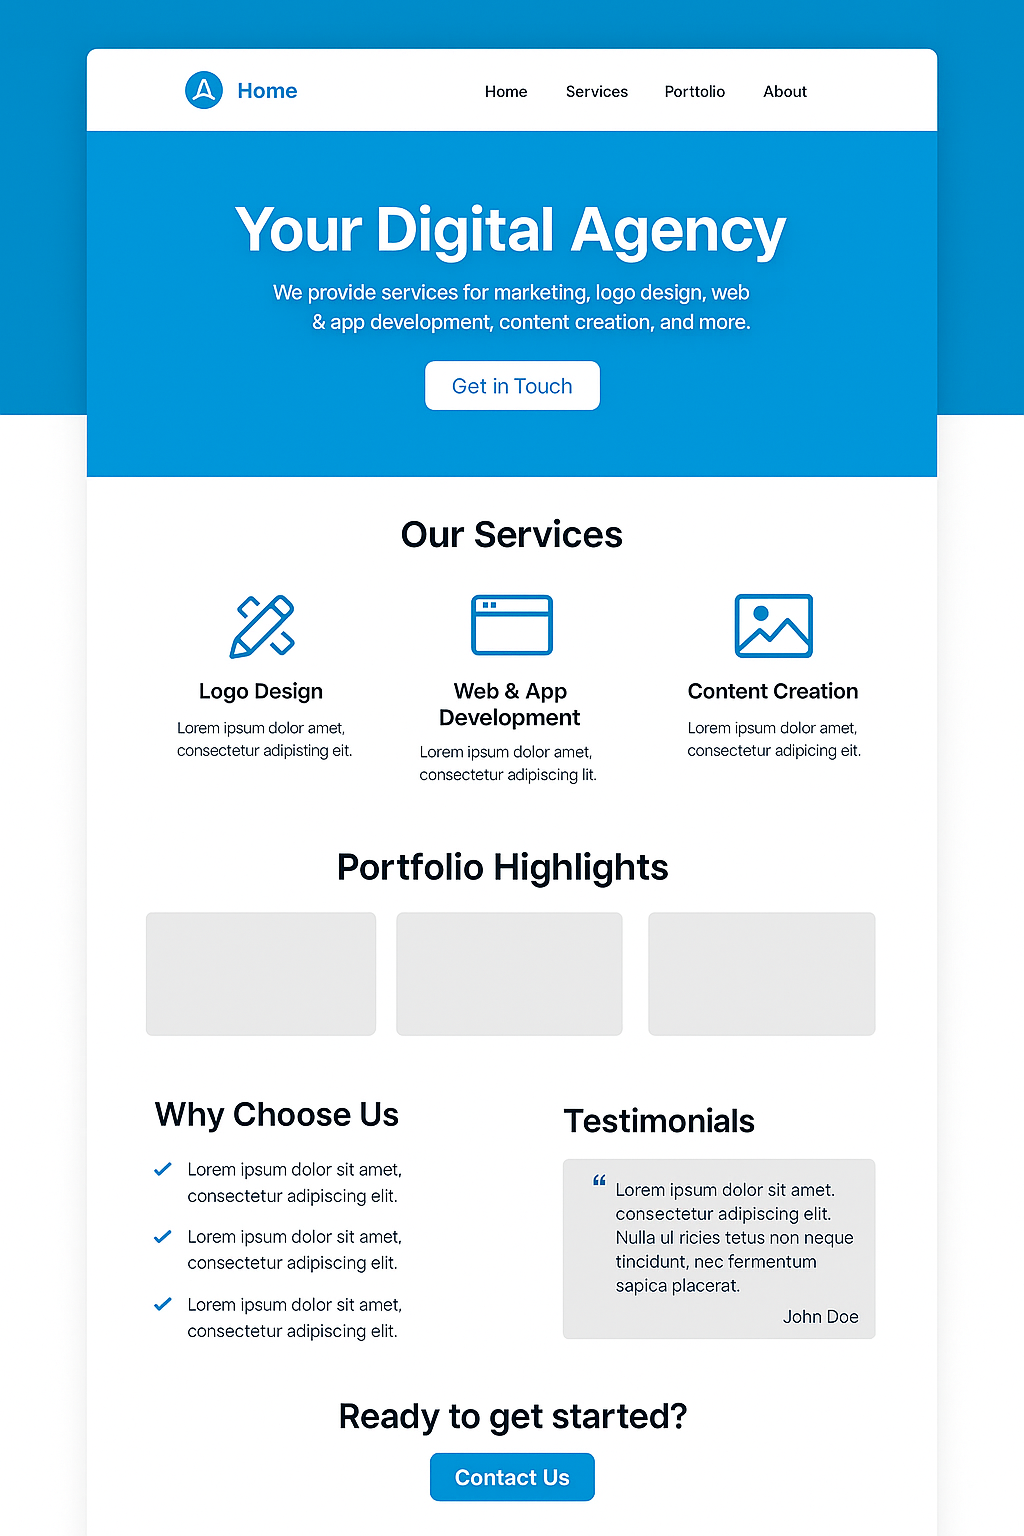 Home
Home Services Porttolio About
Your Digital Agency
We provide services for marketing, logo design, web
& app development, content creation, and more.
Get in Touch
Our Services
Logo Design
Lorem ipsum dolor amet,
consectetur adipisting eit.
Web & App
Development
Lorem ipsum dolor amet,
consectetur adipiscing lit.
Content Creation
Lorem ipsum dolor amet,
consectetur adipicing eit.
Portfolio Highlights
Why Choose Us
Lorem ipsum dolor sit amet,
consectetur adipiscing elit.
Lorem ipsum dolor sit amet,
consectetur adipiscing elit.
Lorem ipsum dolor sit amet,
consectetur adipiscing elit.
Testimonials
“ Lorem ipsum dolor sit amet.
consectetur adipiscing elit.
Nulla ul ricies tetus non neque
tincidunt, nec fermentum
sapica placerat.
John Doe
Ready to get started?
Contact Us